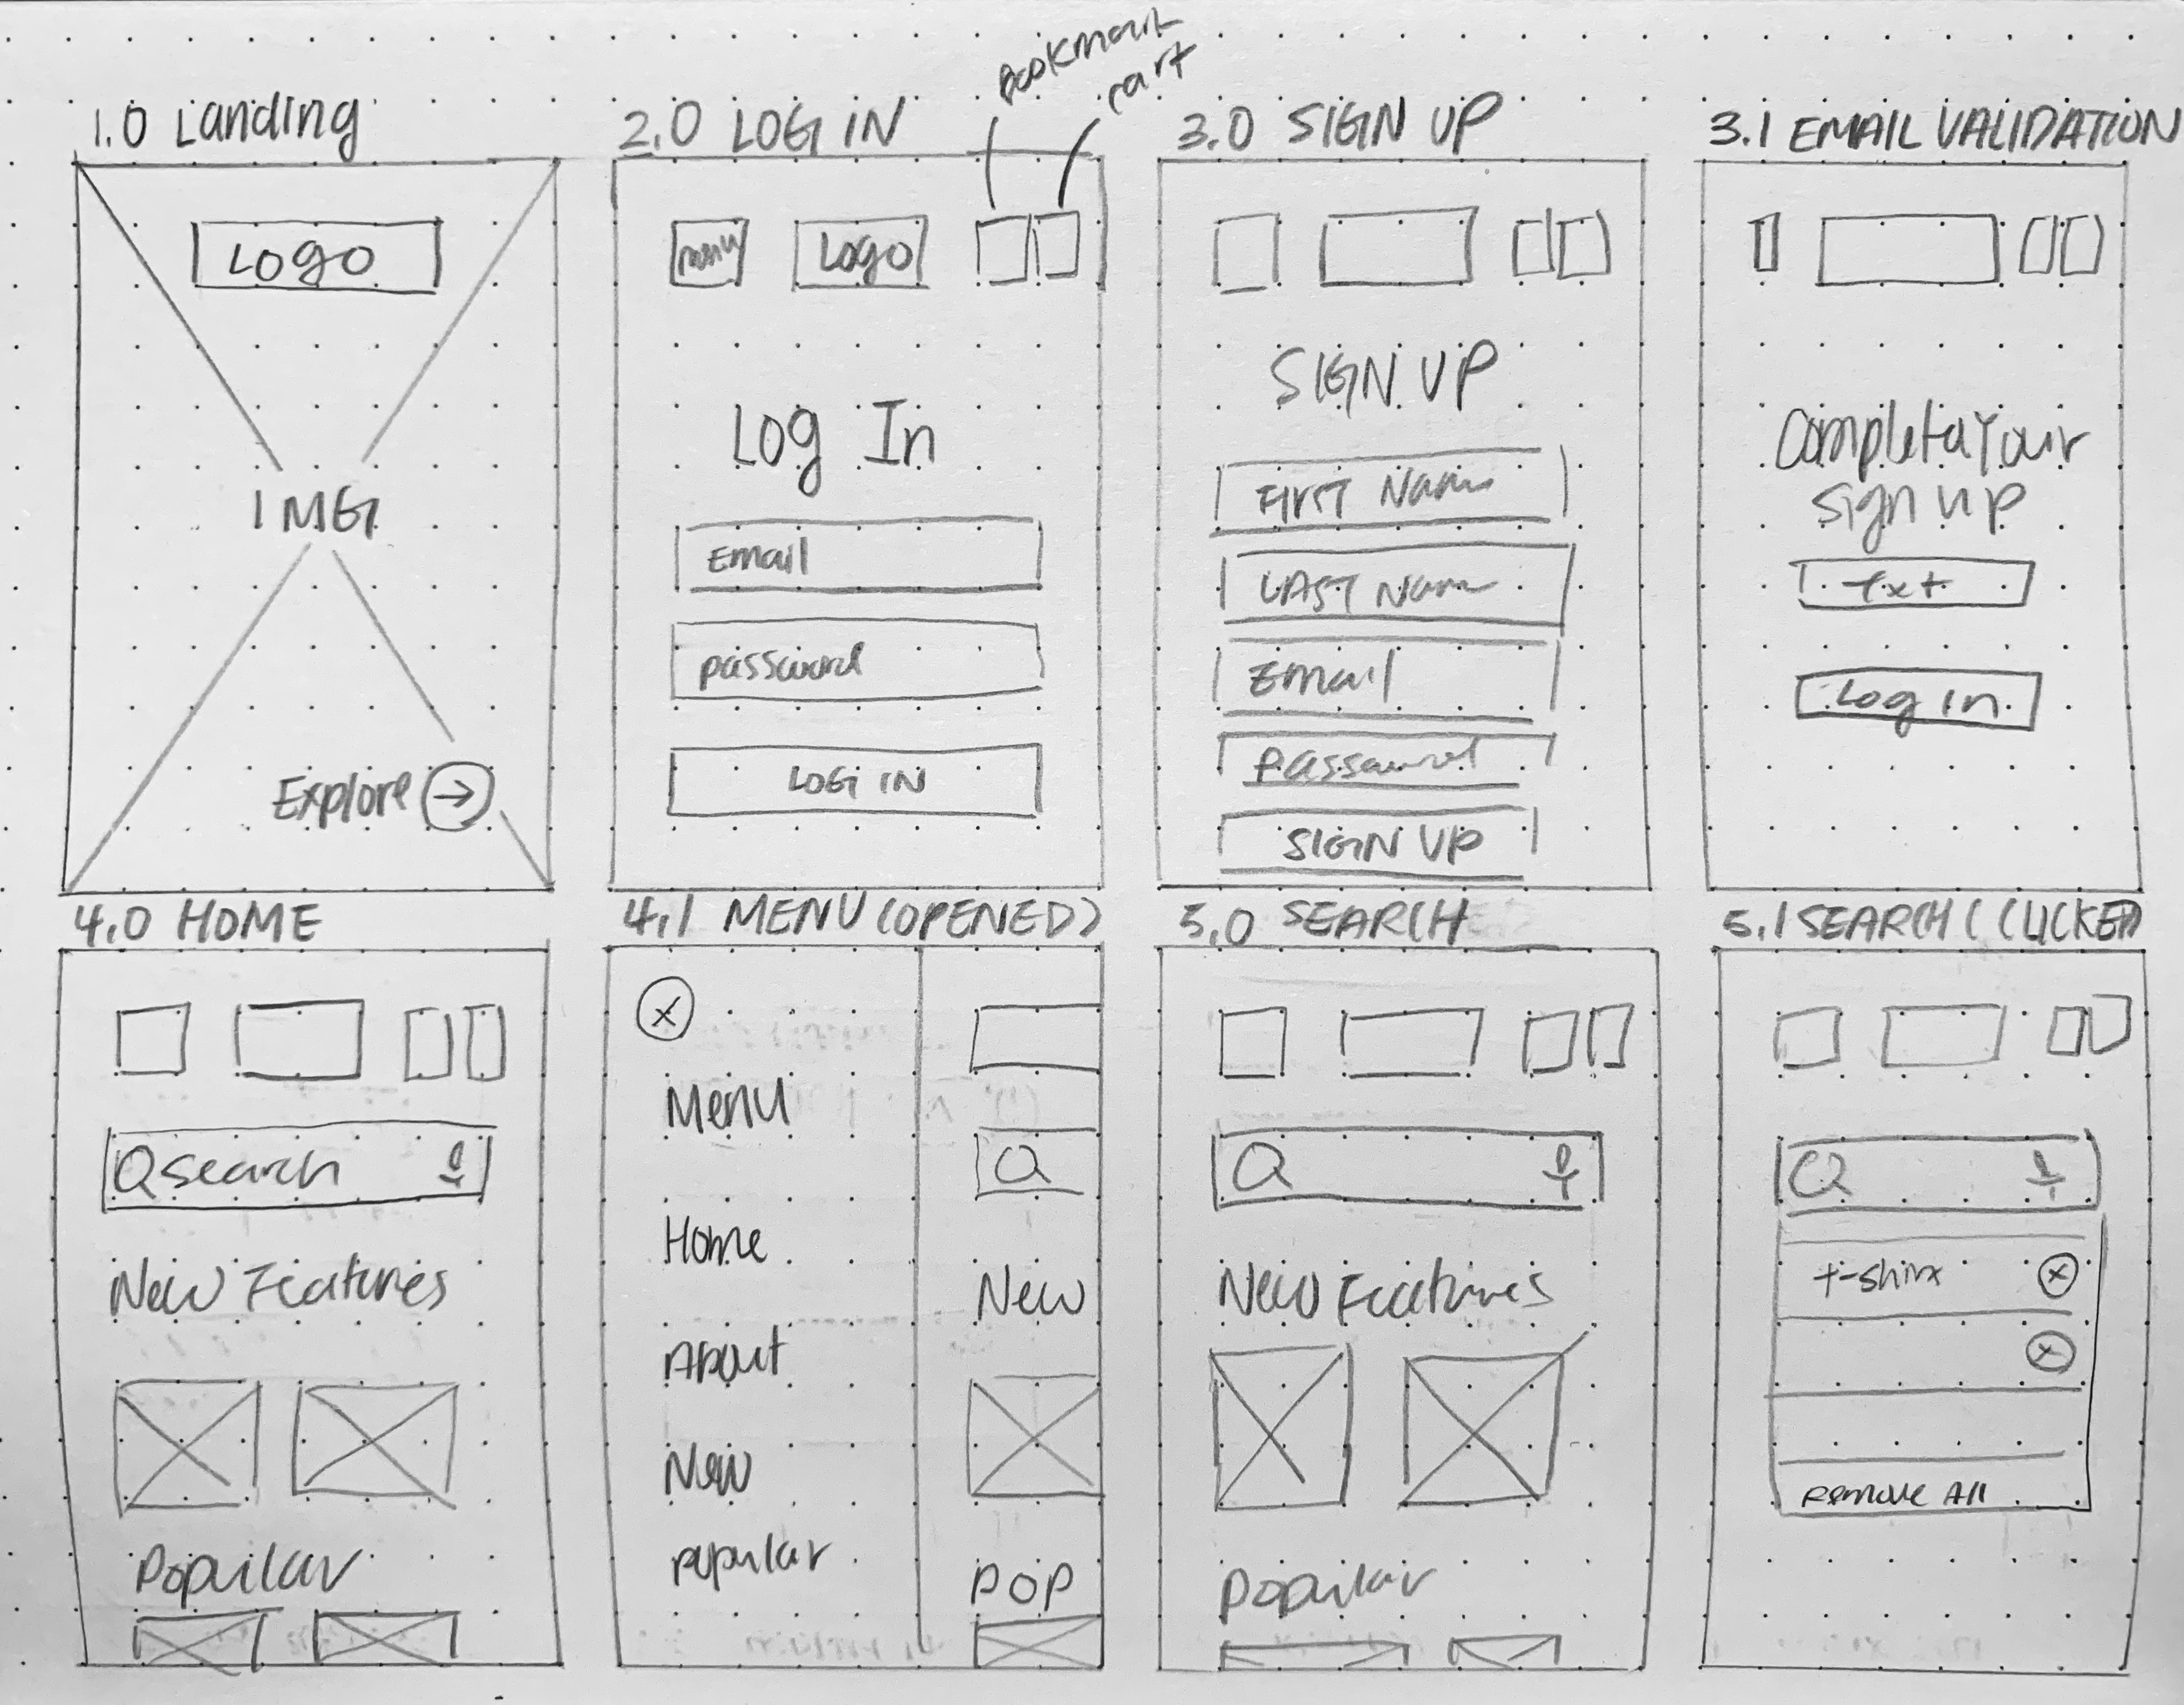 Bookmark
cart
1.0 Landing
LOGO
IMG
Explore →
2.0 LOG IN
menu
LOGO
Log In
Email
password
LOG IN
3.0 SIGN UP
SIGN UP
FIRST Name
LAST Name
Email
Password
SIGN UP
3.1 EMAIL VALIDATION
Complete Your
sign up
txt
Log in
4.0 HOME
search
New Features
Popular
4.1 MENU (OPENED)
X
Menu
Home
About
New
popular
New
POP
5.0 SEARCH
New Features
Popular
5.1 SEARCH (CLICKED)
t-shirt X
X
Remove All